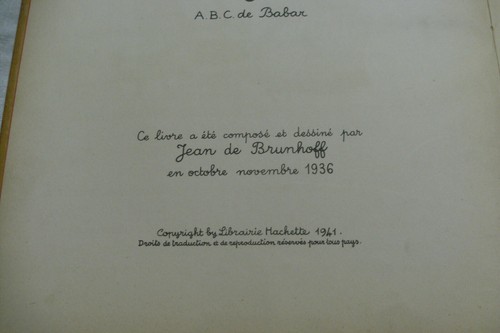 A.B.C. de Babar
Ce livre a été composé et dessiné par
Jean de Brunhoff
en octobre novembre 1936
Copyright by Librairie Hachette 1941.
Droits de traduction et de reproduction réservés pour tous pays.